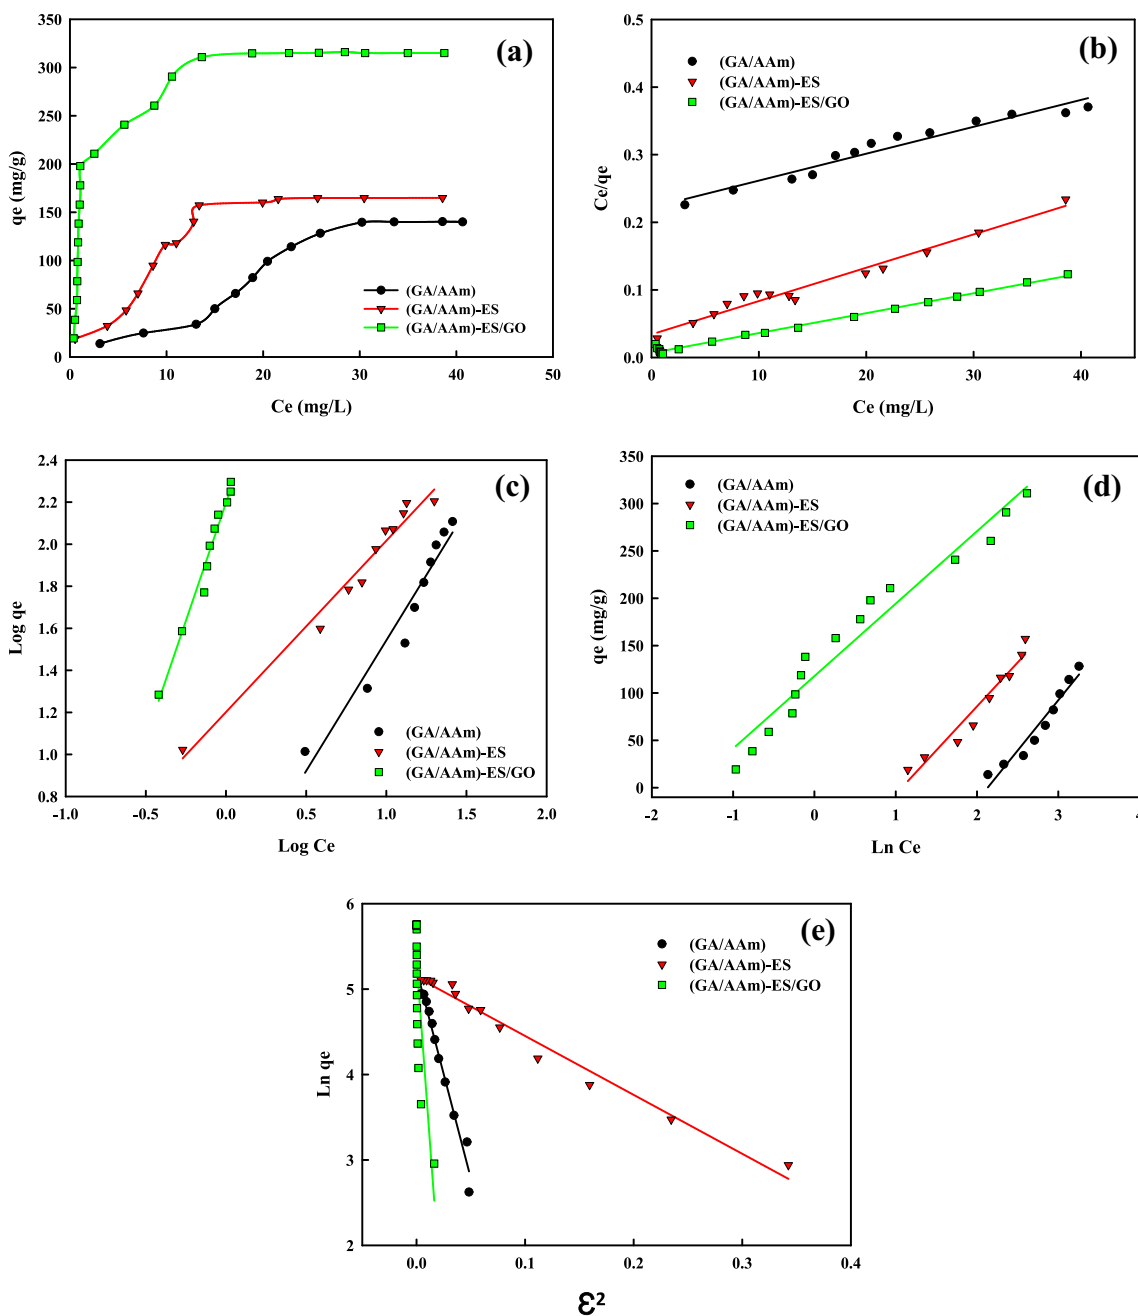 (a)
qe (mg/g)
350
300
250
200
150
100
50
0
0 10 20 30 40 50
Ce (mg/L)
(GA/AAm)
(GA/AAm)-ES
(GA/AAm)-ES/GO
(b)
Ce/qe
0.5
0.4
0.3
0.2
0.1
0.0
0 10 20 30 40
Ce (mg/L)
(GA/AAm)
(GA/AAm)-ES
(GA/AAm)-ES/GO
(c)
Log qe
2.4
2.2
2.0
1.8
1.6
1.4
1.2
1.0
0.8
-1.0 -0.5 0.0 0.5 1.0 1.5 2.0
Log Ce
(GA/AAm)
(GA/AAm)-ES
(GA/AAm)-ES/GO
(d)
qe (mg/g)
350
300
250
200
150
100
50
0
-2 -1 0 1 2 3 4
Ln Ce
(GA/AAm)
(GA/AAm)-ES
(GA/AAm)-ES/GO
(e)
Ln qe
6
5
4
3
2
0.0 0.1 0.2 0.3 0.4
ε²
(GA/AAm)
(GA/AAm)-ES
(GA/AAm)-ES/GO